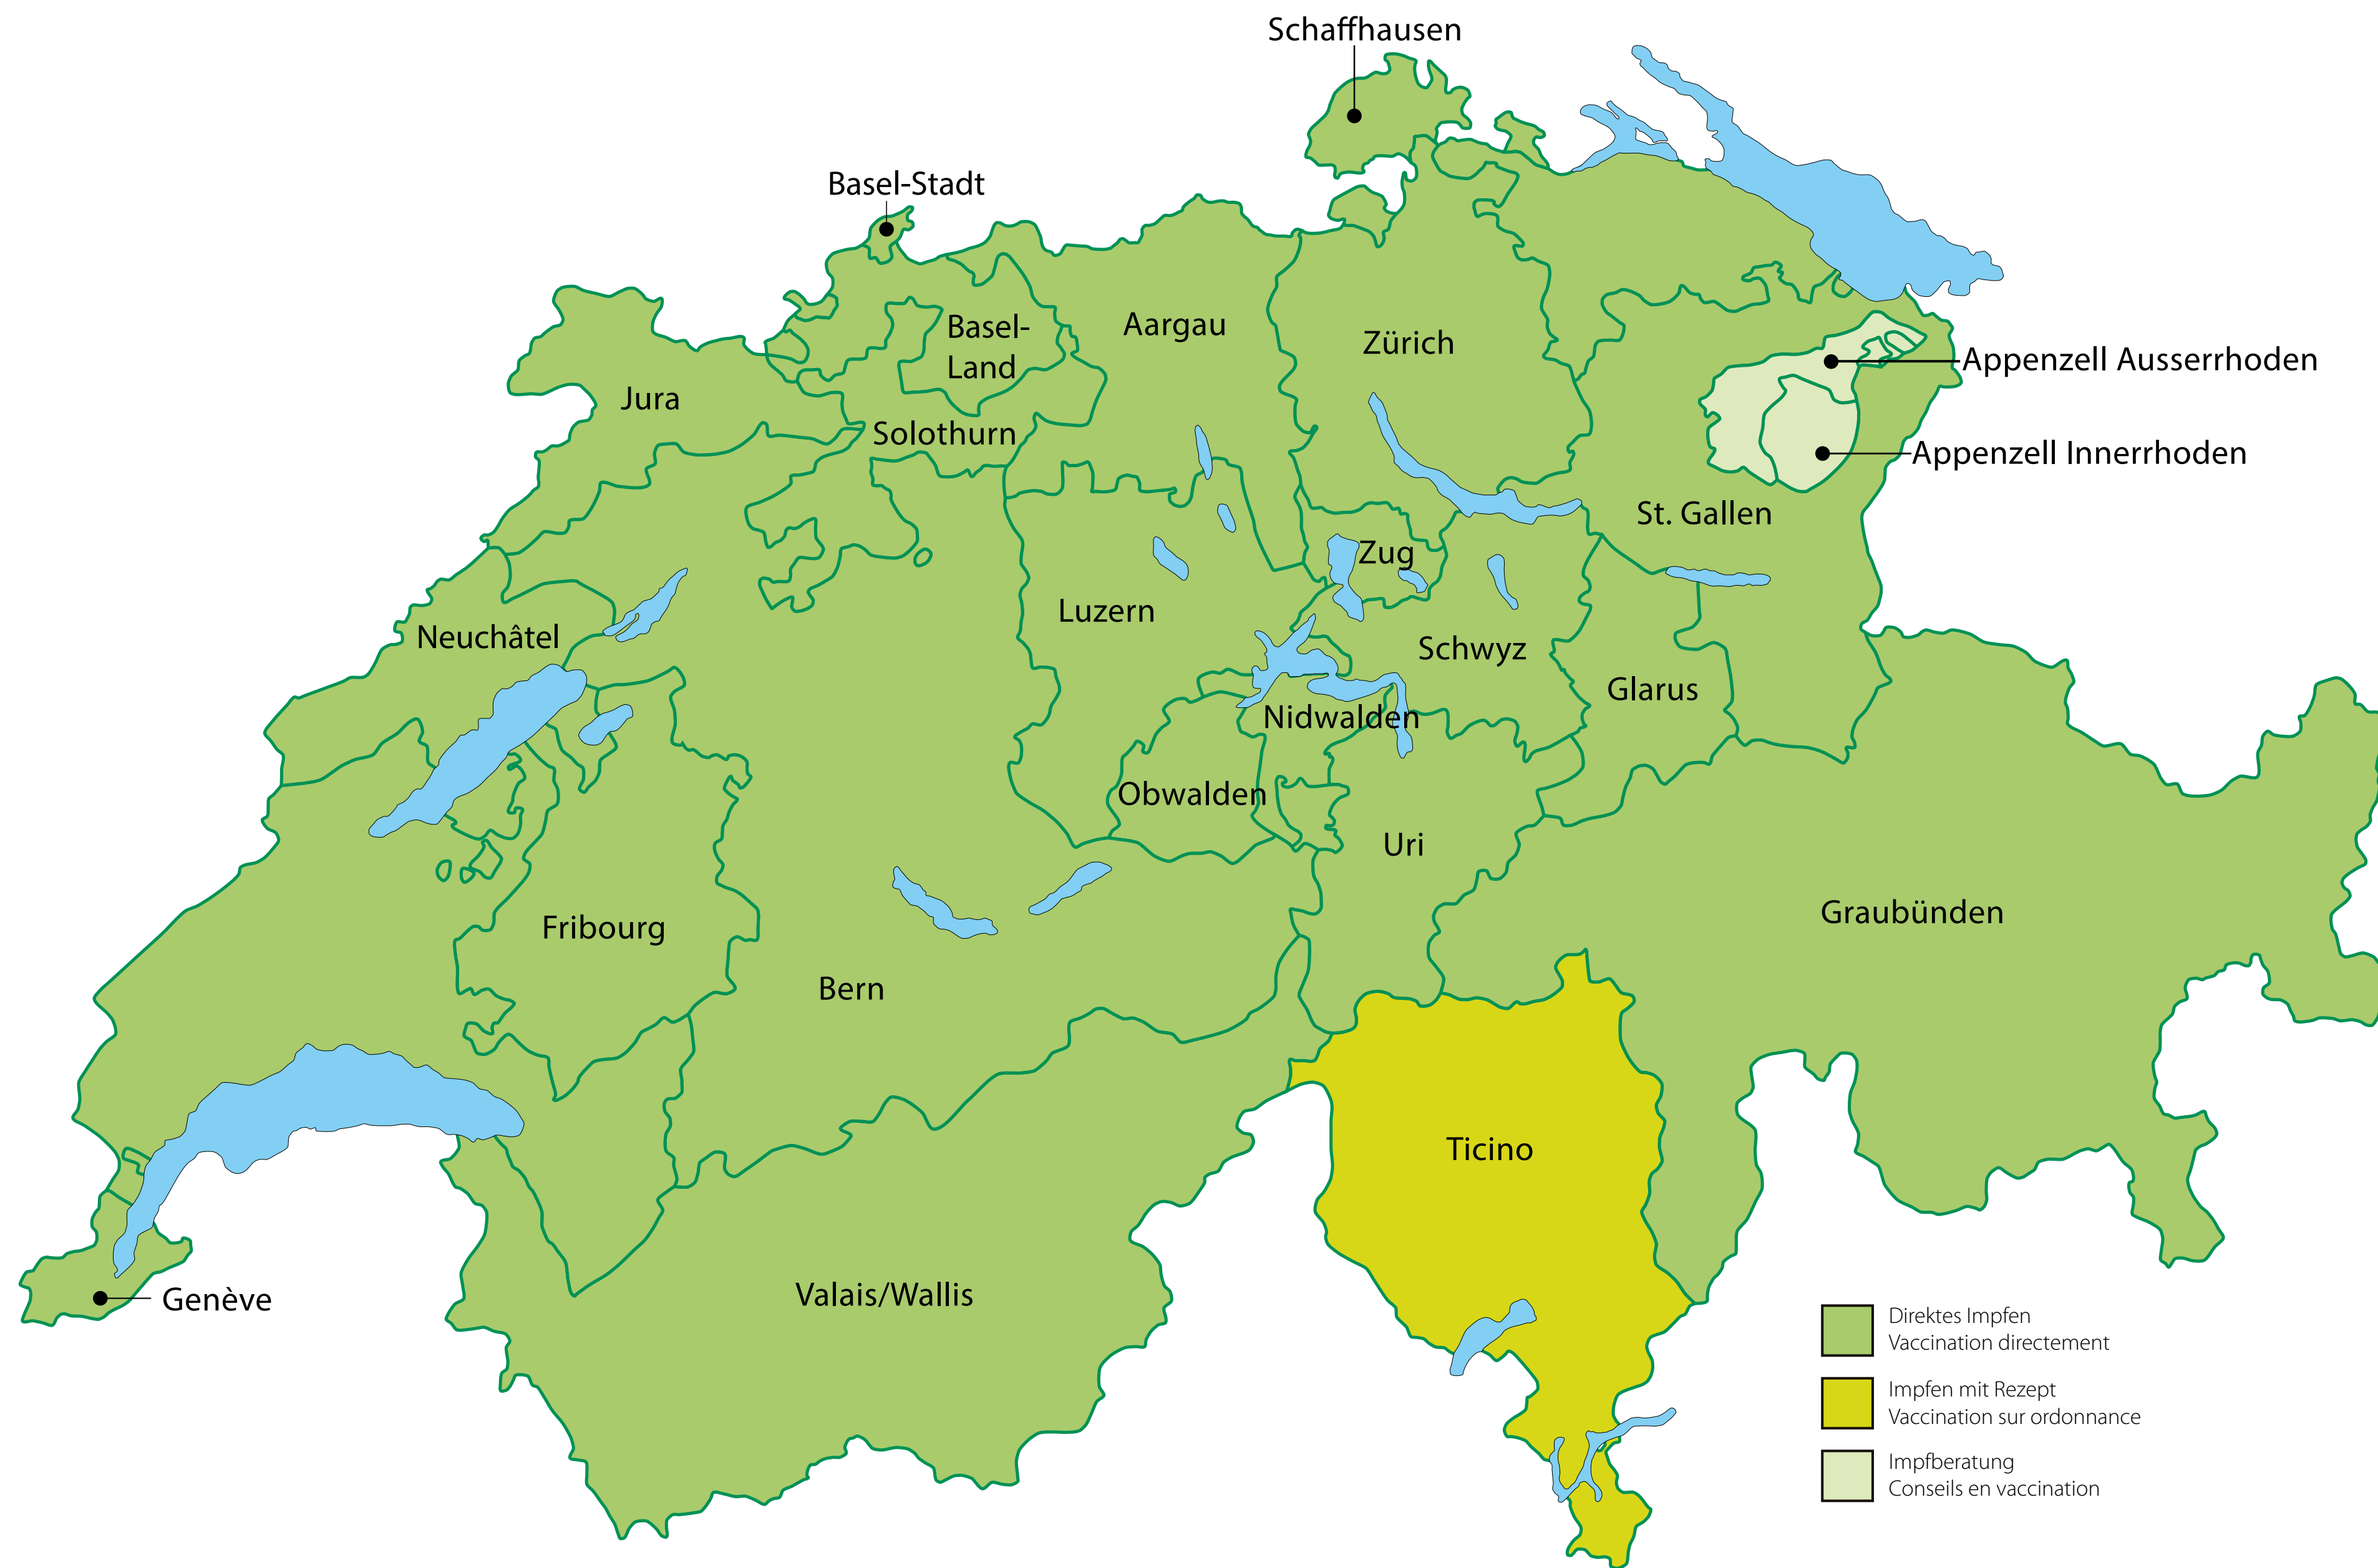 Schaffhausen
Basel-Stadt
Basel-
Land
Aargau
Zürich
Appenzell Ausserrhoden
Jura
Solothurn
Appenzell Innerrhoden
St. Gallen
Zug
Luzern
Neuchâtel
Schwyz
Glarus
Nidwalden
Obwalden
Uri
Graubünden
Fribourg
Bern
Ticino
Valais/Wallis
Genève
Direktes Impfen
Vaccination directement
Impfen mit Rezept
Vaccination sur ordonnance
Impfberatung
Conseils en vaccination